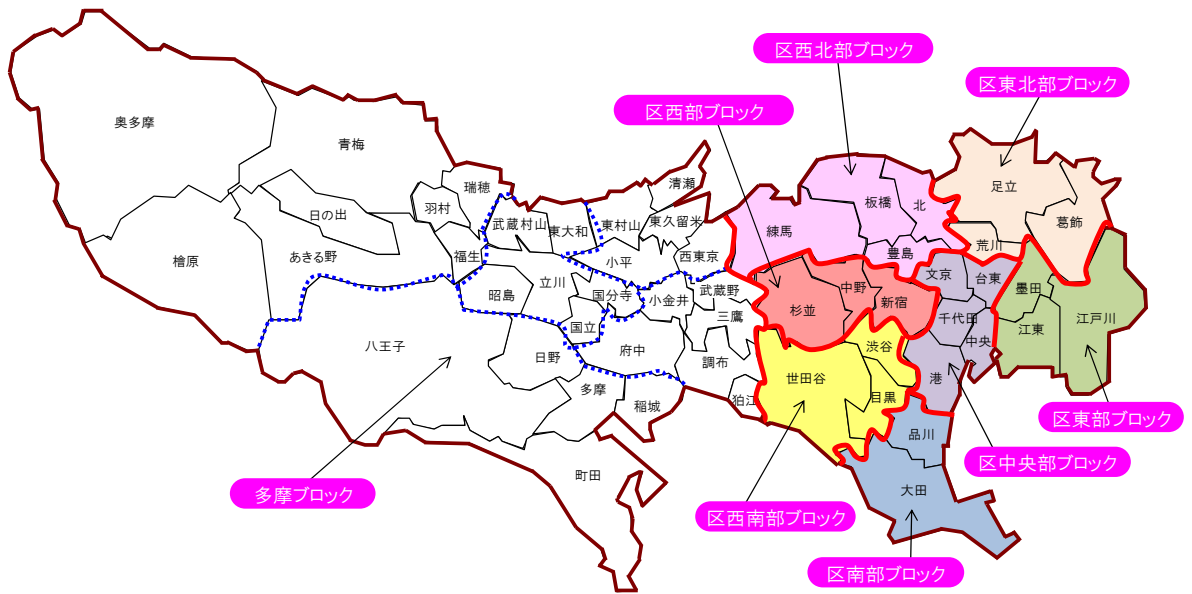 区西北部ブロック
区東北部ブロック
区西部ブロック
奥多摩
青梅
瑞穂
清瀬
羽村
日の出
武蔵村山
東大和
東村山
東久留米
練馬
板橋
北
足立
葛飾
荒川
檜原
あきる野
福生
小平
西東京
豊島
文京
台東
昭島
立川
国分寺
小金井
武蔵野
三鷹
杉並
中野
新宿
千代田
中央
墨田
江東
江戸川
八王子
国立
日野
府中
調布
渋谷
世田谷
目黒
港
多摩
稲城
狛江
品川
区東部ブロック
区中央部ブロック
町田
大田
多摩ブロック
区西南部ブロック
区南部ブロック